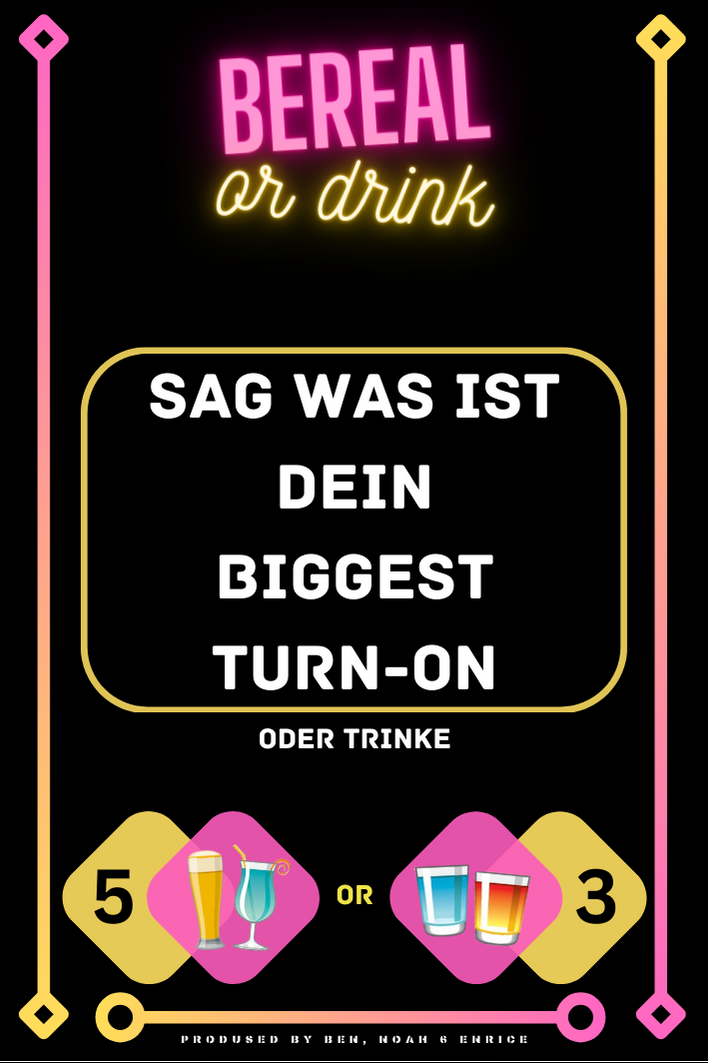 BEREAL
or drink
SAG WAS IST
DEIN
BIGGEST
TURN-ON
ODER TRINKE
5 OR 3
PRODUSED BY BEN, NOAH & ENRICE